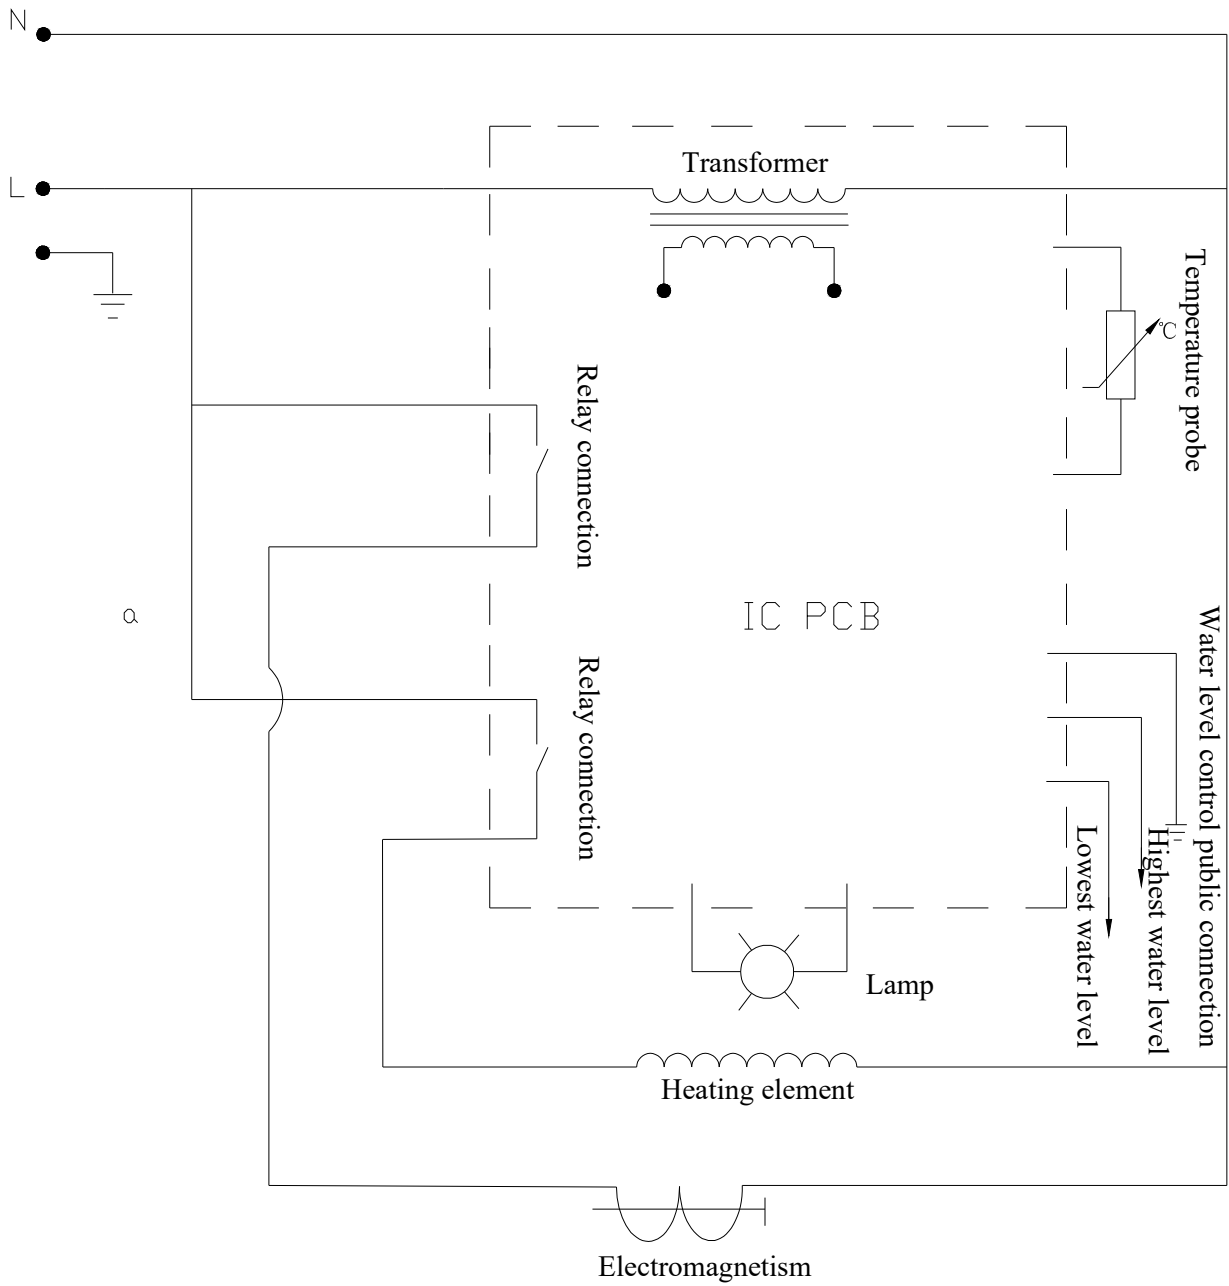 N
Transformer
L
Temperature probe
℃
Relay connection
IC PCB
a
Water level control public connection
Relay connection
Highest water level
Lowest water level
Lamp
Heating element
Electromagnetism